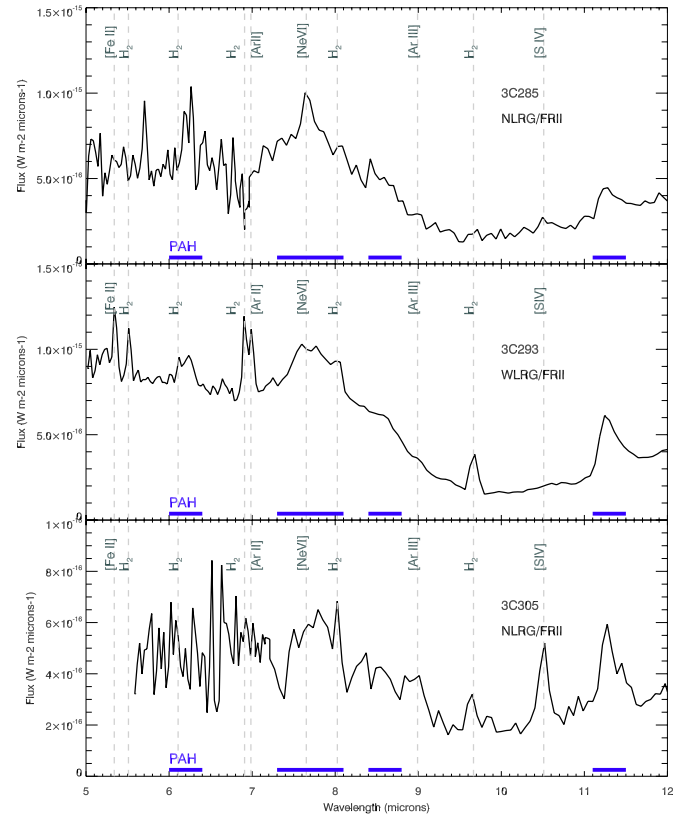 1.5×10⁻¹⁵
[Fe II] H₂ H₂ H₂ [ArII] [NeVI] H₂ [Ar III] H₂ [S.IV]
1.0×10⁻¹⁵
3C285
NLRG/FRII
Flux (W m-2 microns-1)
5.0×10⁻¹⁶
PAH
0
1.5×10⁻¹⁵
[Fe II] H₂ H₂ H₂ [Ar II] [NeVI] H₂ [Ar III] H₂ [SIV]
1.0×10⁻¹⁵
3C293
WLRG/FRII
Flux (W m-2 microns-1)
5.0×10⁻¹⁶
PAH
0
1×10⁻¹⁵
[Fe II] H₂ H₂ H₂ [Ar II] [NeVI] H₂ [Ar III] H₂ [SIV]
8×10⁻¹⁶
3C305
NLRG/FRII
6×10⁻¹⁶
Flux (W m-2 microns-1)
4×10⁻¹⁶
2×10⁻¹⁶
PAH
0
5 6 7 8 9 10 11 12
Wavelength (microns)